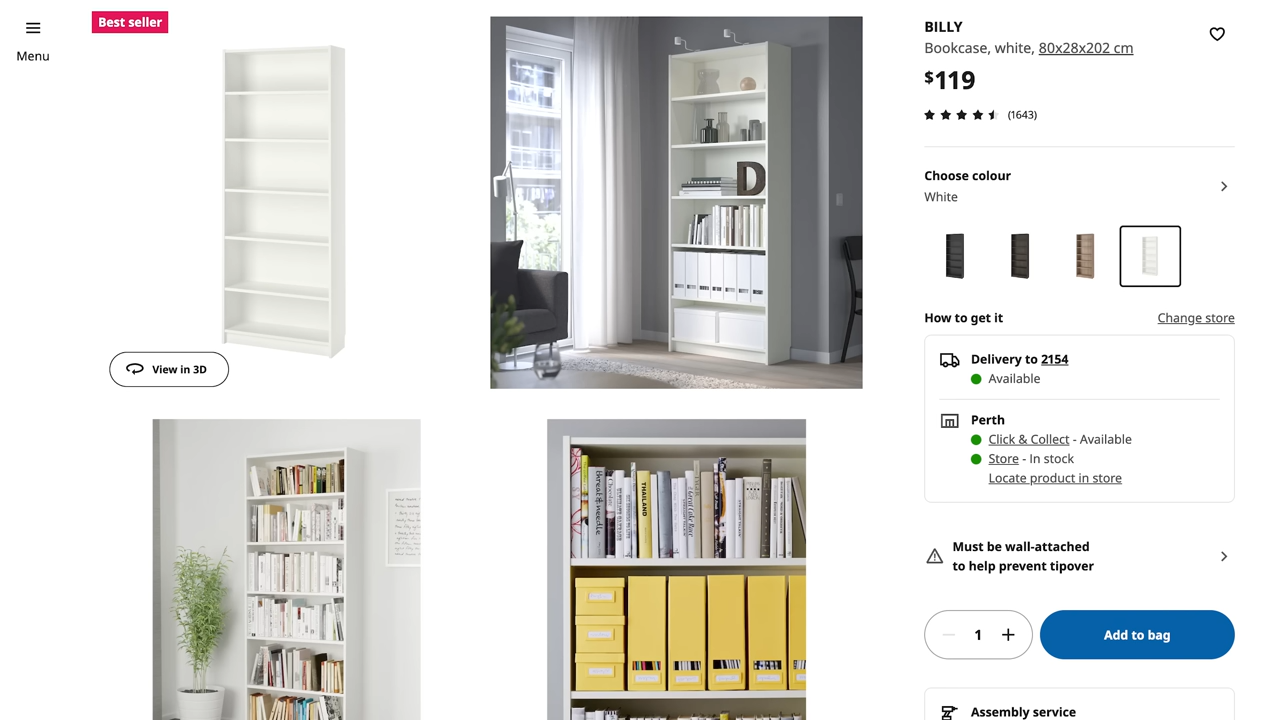 Menu
Best seller
View in 3D
D
THAILAND
BILLY
Bookcase, white, 80x28x202 cm
$119
(1643)
Choose colour
White
How to get it
Change store
Delivery to 2154
Available
Perth
Click & Collect - Available
Store - In stock
Locate product in store
Must be wall-attached
to help prevent tipover
1
Add to bag
Assembly service